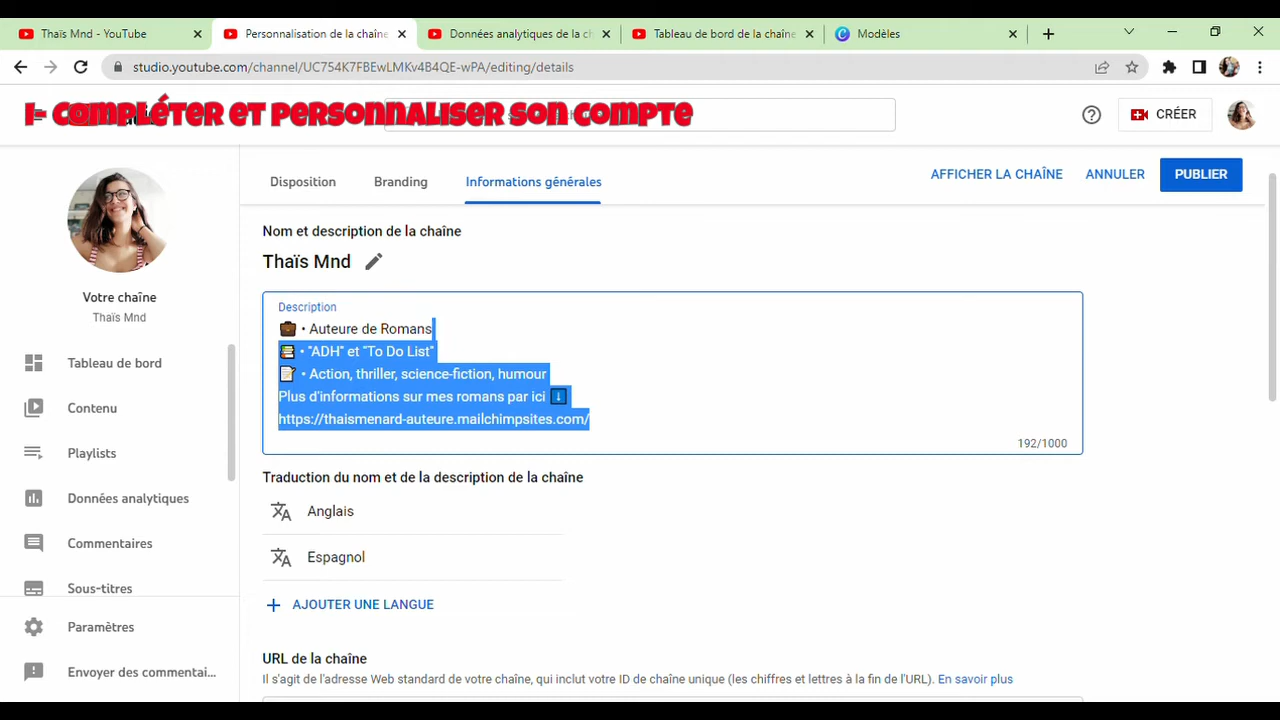 Thaïs Mnd - YouTube
Personnalisation de la chaîne
Données analytiques de la c
Tableau de bord de la chaîne
Modèles
studio.youtube.com/channel/UC754K7FBEwLMKv4B4QE-wPA/editing/details
I- Compléter et personnaliser son compte
CRÉER
Disposition
Branding
Informations générales
AFFICHER LA CHAÎNE
ANNULER
PUBLIER
Votre chaîne
Thaïs Mnd
Tableau de bord
Contenu
Playlists
Données analytiques
Commentaires
Sous-titres
Paramètres
Envoyer des commentai...
Nom et description de la chaîne
Thaïs Mnd
Description
💼 • Auteure de Romans
📚 • "ADH" et "To Do List"
📝 • Action, thriller, science-fiction, humour
Plus d'informations sur mes romans par ici ⬇️
https://thaismenard-auteure.mailchimpsites.com/
192/1000
Traduction du nom et de la description de la chaîne
Anglais
Espagnol
AJOUTER UNE LANGUE
URL de la chaîne
Il s'agit de l'adresse Web standard de votre chaîne, qui inclut votre ID de chaîne unique (les chiffres et lettres à la fin de l'URL). En savoir plus